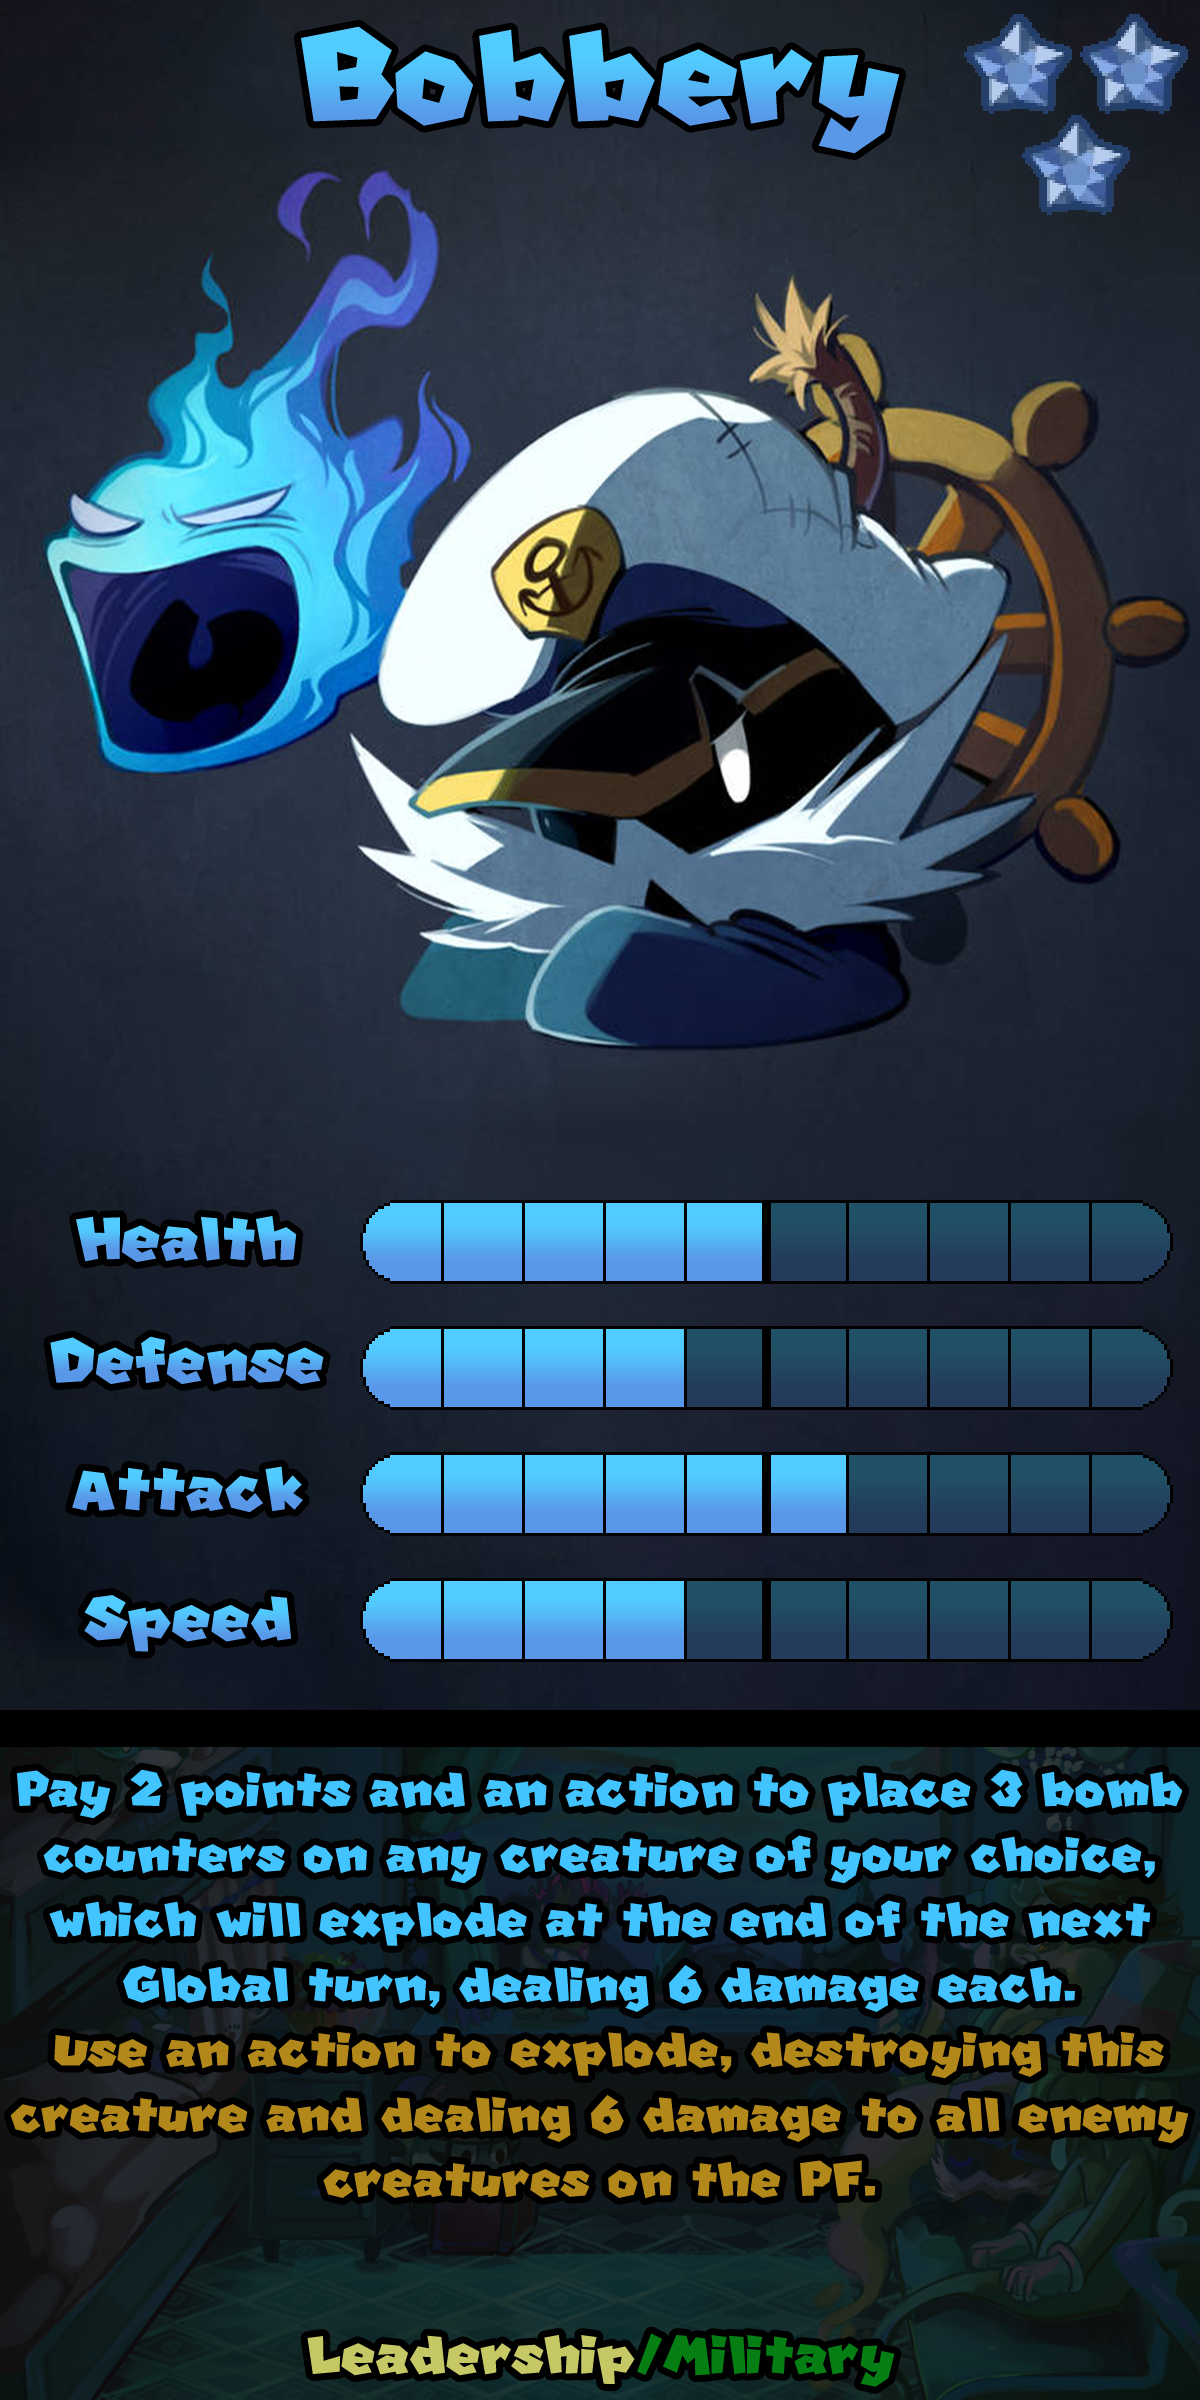 Bobbery
Health
Defense
Attack
Speed
Pay 2 points and an action to place 3 bomb
counters on any creature of your choice,
which will explode at the end of the next
Global turn, dealing 6 damage each.
Use an action to explode, destroying this
creature and dealing 6 damage to all enemy
creatures on the PF.
Leadership/Military